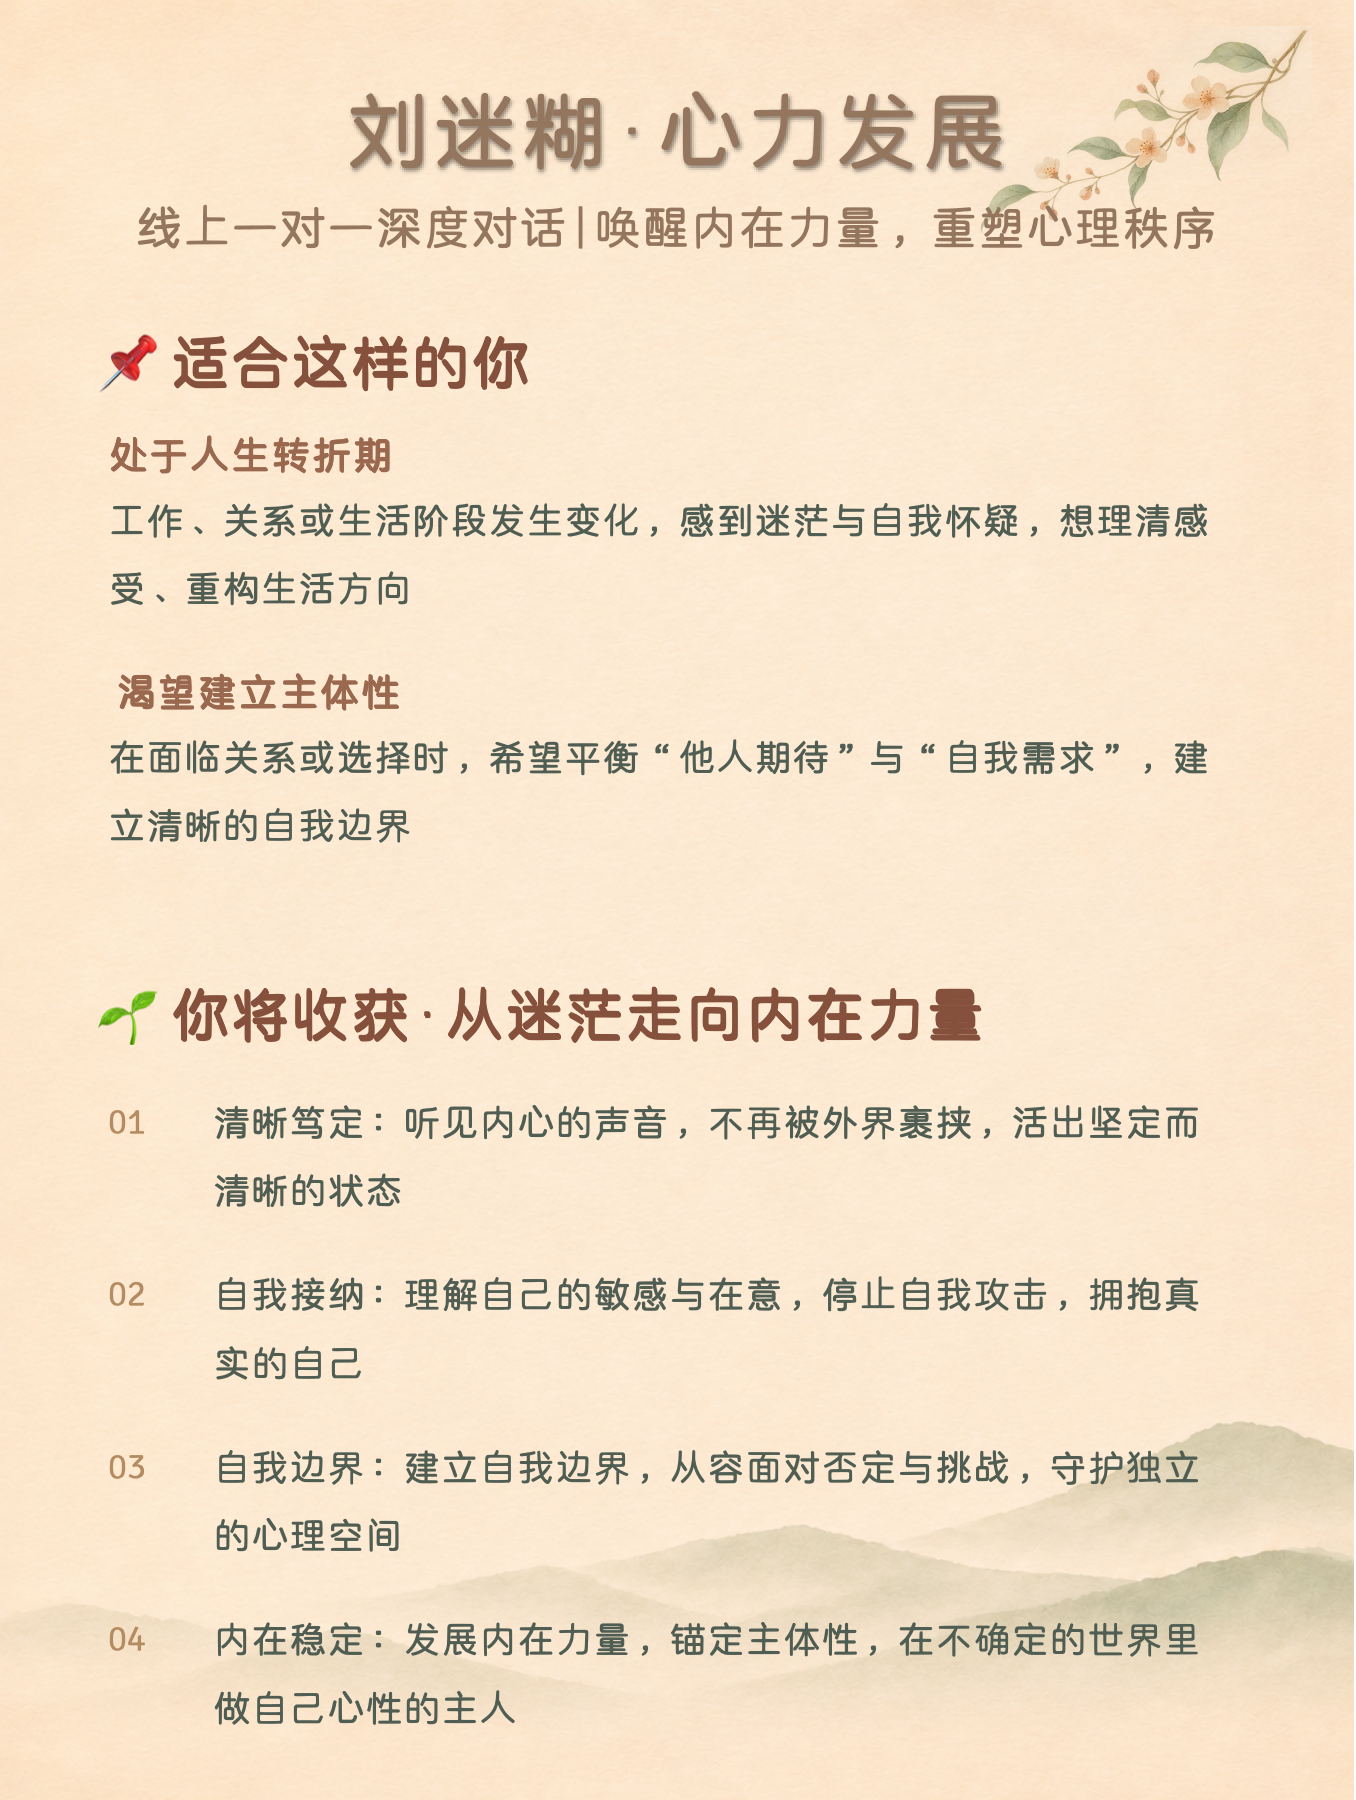 刘迷糊·心力发展
线上一对一深度对话|唤醒内在力量，重塑心理秩序
📌 适合这样的你
处于人生转折期
工作、关系或生活阶段发生变化，感到迷茫与自我怀疑，想理清感
受、重构生活方向
渴望建立主体性
在面临关系或选择时，希望平衡“他人期待”与“自我需求”，建
立清晰的自我边界
🌱 你将收获·从迷茫走向内在力量
01 清晰笃定：听见内心的声音，不再被外界裹挟，活出坚定而
清晰的状态
02 自我接纳：理解自己的敏感与在意，停止自我攻击，拥抱真
实的自己
03 自我边界：建立自我边界，从容面对否定与挑战，守护独立
的心理空间
04 内在稳定：发展内在力量，锚定主体性，在不确定的世界里
做自己心性的主人